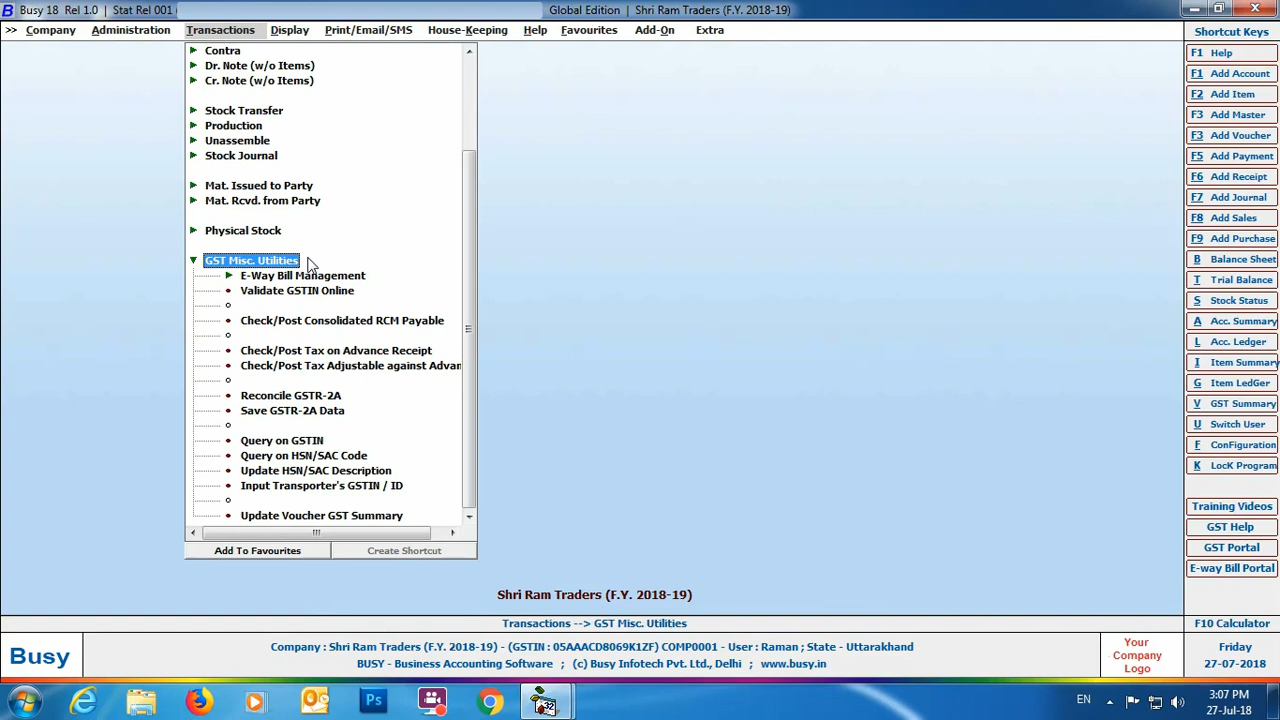 B Busy 18 Rel 1.0 | Stat Rel 001 Global Edition | Shri Ram Traders (F.Y. 2018-19)
>> Company Administration Transactions Display Print/Email/SMS House-Keeping Help Favourites Add-On Extra
Contra
Dr. Note (w/o Items)
Cr. Note (w/o Items)
Stock Transfer
Production
Unassemble
Stock Journal
Mat. Issued to Party
Mat. Rcvd. from Party
Physical Stock
GST Misc. Utilities
E-Way Bill Management
Validate GSTIN Online
Check/Post Consolidated RCM Payable
Check/Post Tax on Advance Receipt
Check/Post Tax Adjustable against Advan
Reconcile GSTR-2A
Save GSTR-2A Data
Query on GSTIN
Query on HSN/SAC Code
Update HSN/SAC Description
Input Transporter's GSTIN / ID
Update Voucher GST Summary
Add To Favourites Create Shortcut
Shortcut Keys
F1 Help
F1 Add Account
F2 Add Item
F3 Add Master
F3 Add Voucher
F5 Add Payment
F6 Add Receipt
F7 Add Journal
F8 Add Sales
F9 Add Purchase
B Balance Sheet
T Trial Balance
S Stock Status
A Acc. Summary
L Acc. Ledger
I Item Summary
G Item LedGer
V GST Summary
U Switch User
F ConFiguration
K LocK Program
Training Videos
GST Help
GST Portal
E-way Bill Portal
Shri Ram Traders (F.Y. 2018-19)
Transactions --> GST Misc. Utilities
F10 Calculator
Busy
Company : Shri Ram Traders (F.Y. 2018-19) - (GSTIN : 05AAACD8069K1ZF) COMP0001 - User : Raman ; State - Uttarakhand
BUSY - Business Accounting Software ; (c) Busy Infotech Pvt. Ltd., Delhi ; www.busy.in
Your
Company
Logo
Friday
27-07-2018
Ps
32
EN
3:07 PM
27-Jul-18